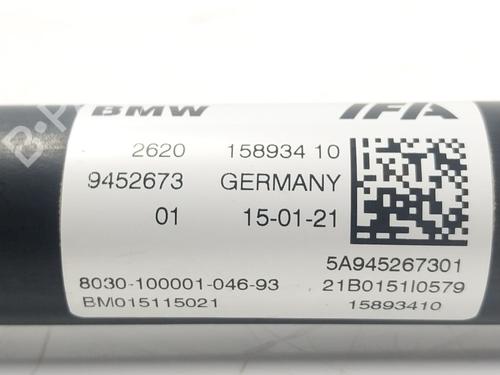 BMW IFA
2620 158934 10
9452673 GERMANY
01 15-01-21
5A945267301
8030-100001-046-93 21B0151I0579
BM015115021 15893410
B-P